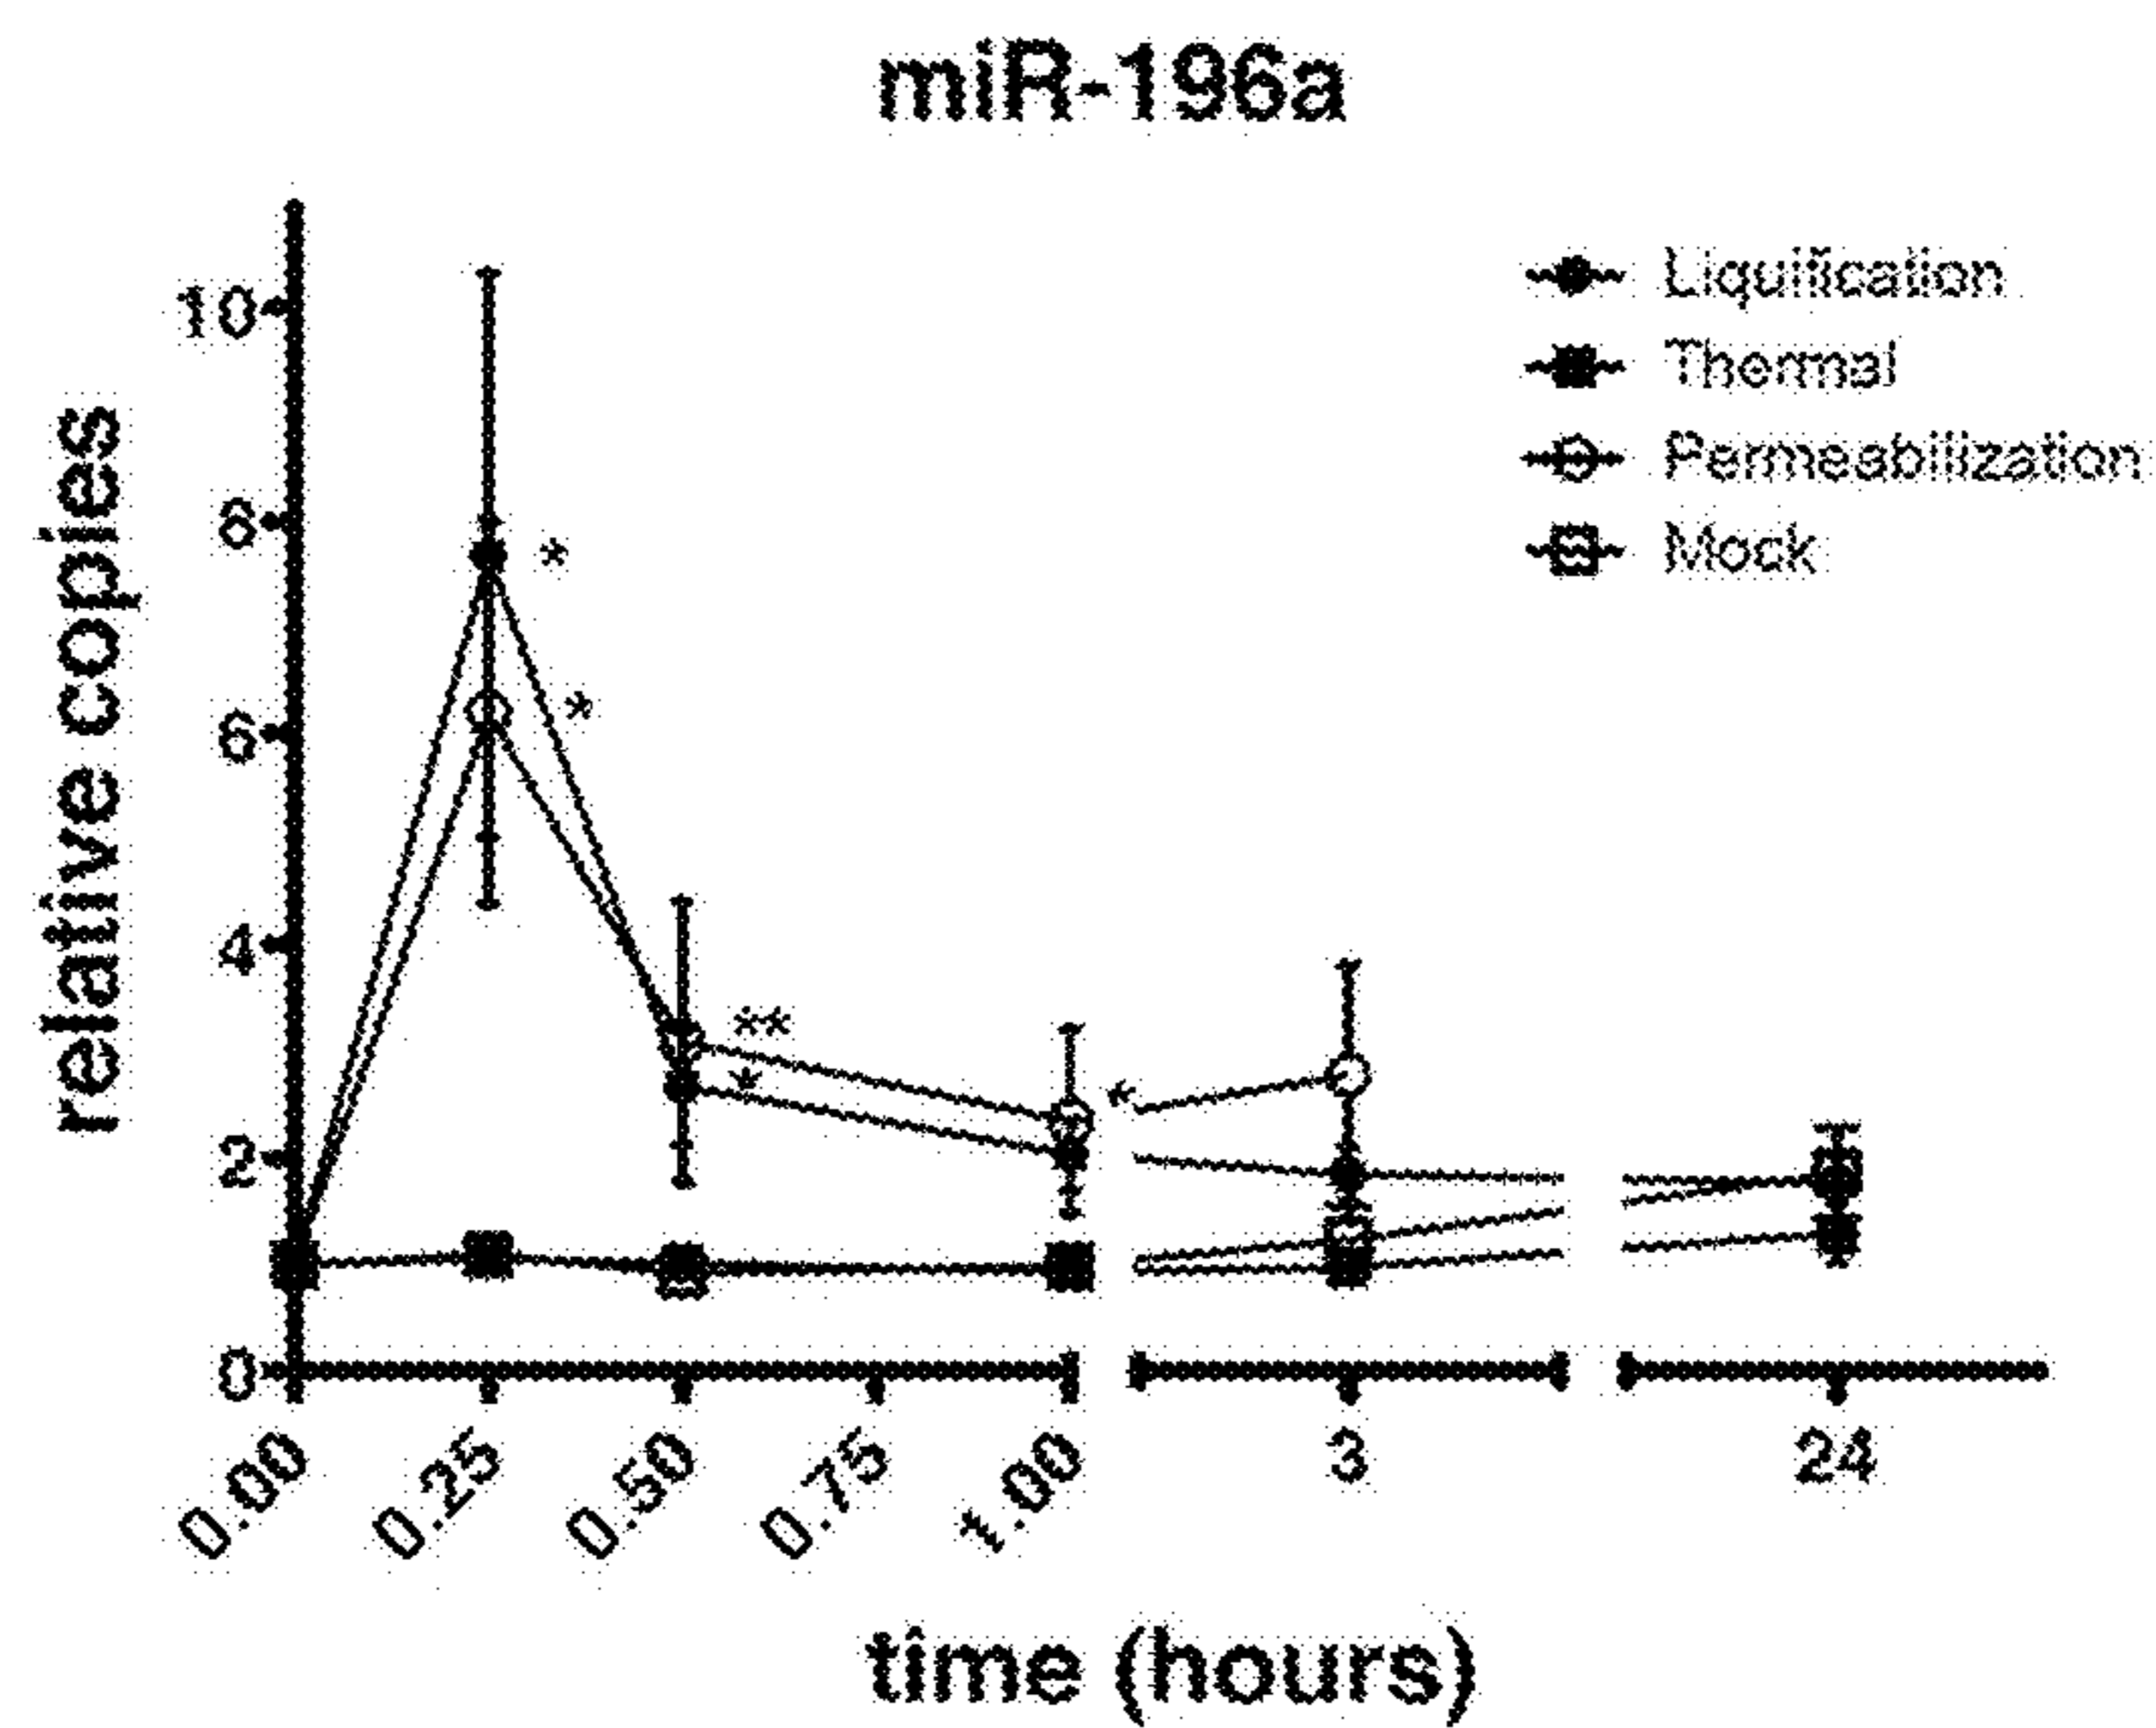 miR-196a
relative copies
10
8
6
4
2
0
Liquification
Thermal
Permeabilization
Mock
*
*
**
*
*
0.00
0.25
0.50
0.75
1.00
3
24
time (hours)